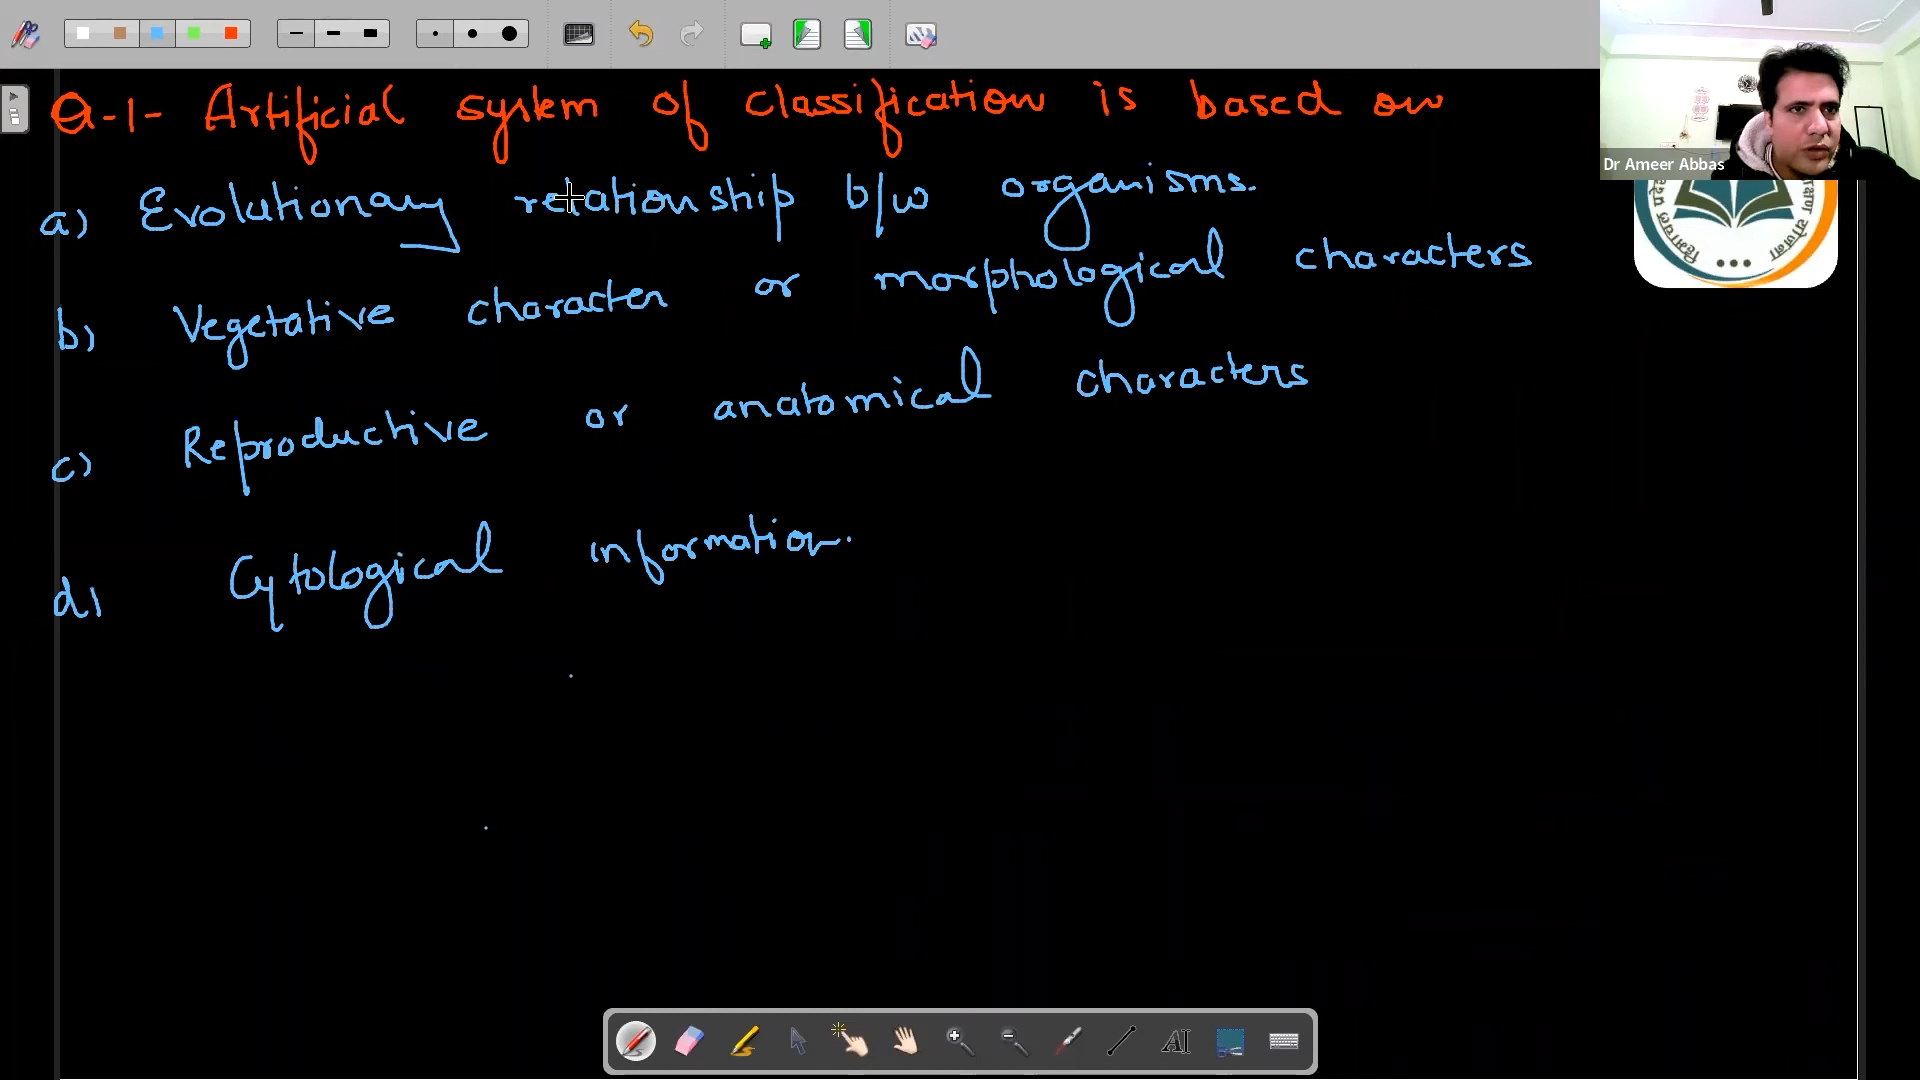 Q-1- Artificial system of classification is based on
a) Evolutionary relationship b/w organisms.
b) Vegetative character or morphological characters
c) Reproductive or anatomical characters
d) Cytological information.
Dr Ameer Abbas